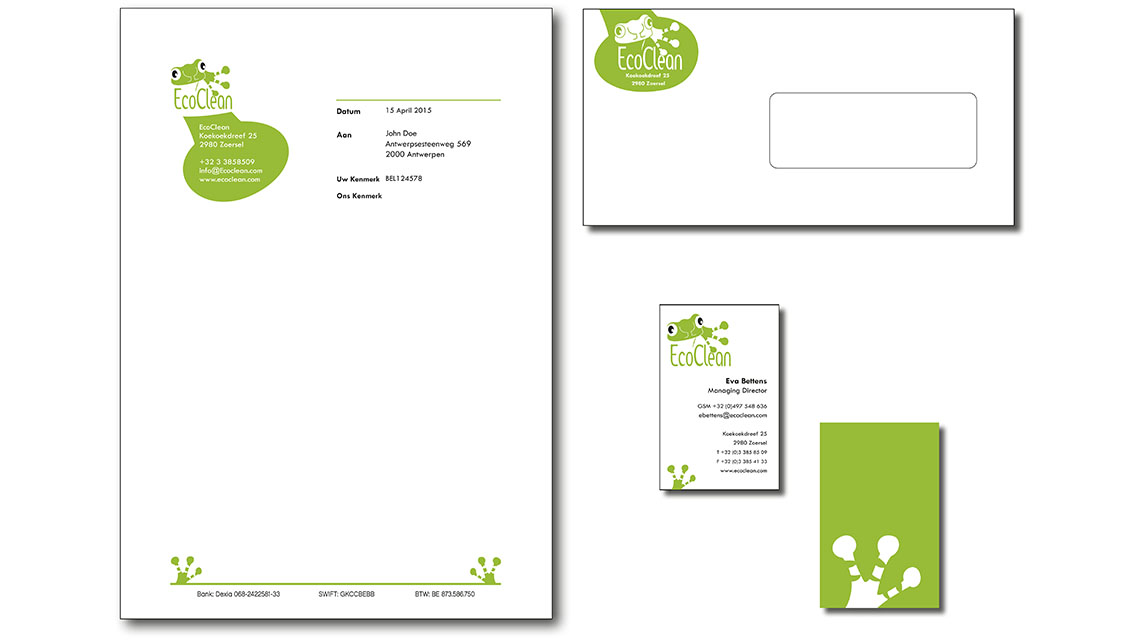 EcoClean
EcoClean
Koekoekdreef 25
2980 Zoersel
+32 3 3858509
info@Ecoclean.com
www.ecoclean.com
Datum 15 April 2015
Aan John Doe
Antwerpsesteenweg 569
2000 Antwerpen
Uw Kenmerk BEL124578
Ons Kenmerk
Bank: Dexia 068-2422581-33 SWIFT: GKCCBEBB BTW: BE 873.586.750
EcoClean
Koekoekdreef 25
2980 Zoersel
EcoClean
Eva Bettens
Managing Director
GSM +32 (0)497 548 636
ebettens@ecoclean.com
Koekoekdreef 25
2980 Zoersel
T +32 (0)3 385 85 09
F +32 (0)3 385 41 33
www.ecoclean.com